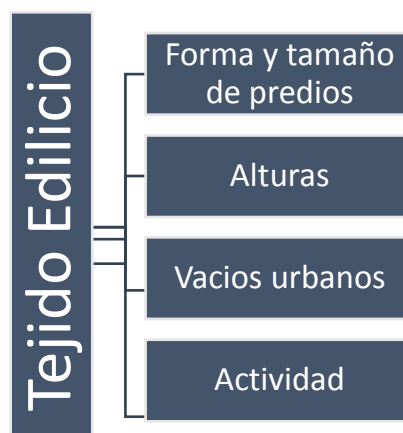 Tejido Edilicio
Forma y tamaño
de predios
Alturas
Vacios urbanos
Actividad